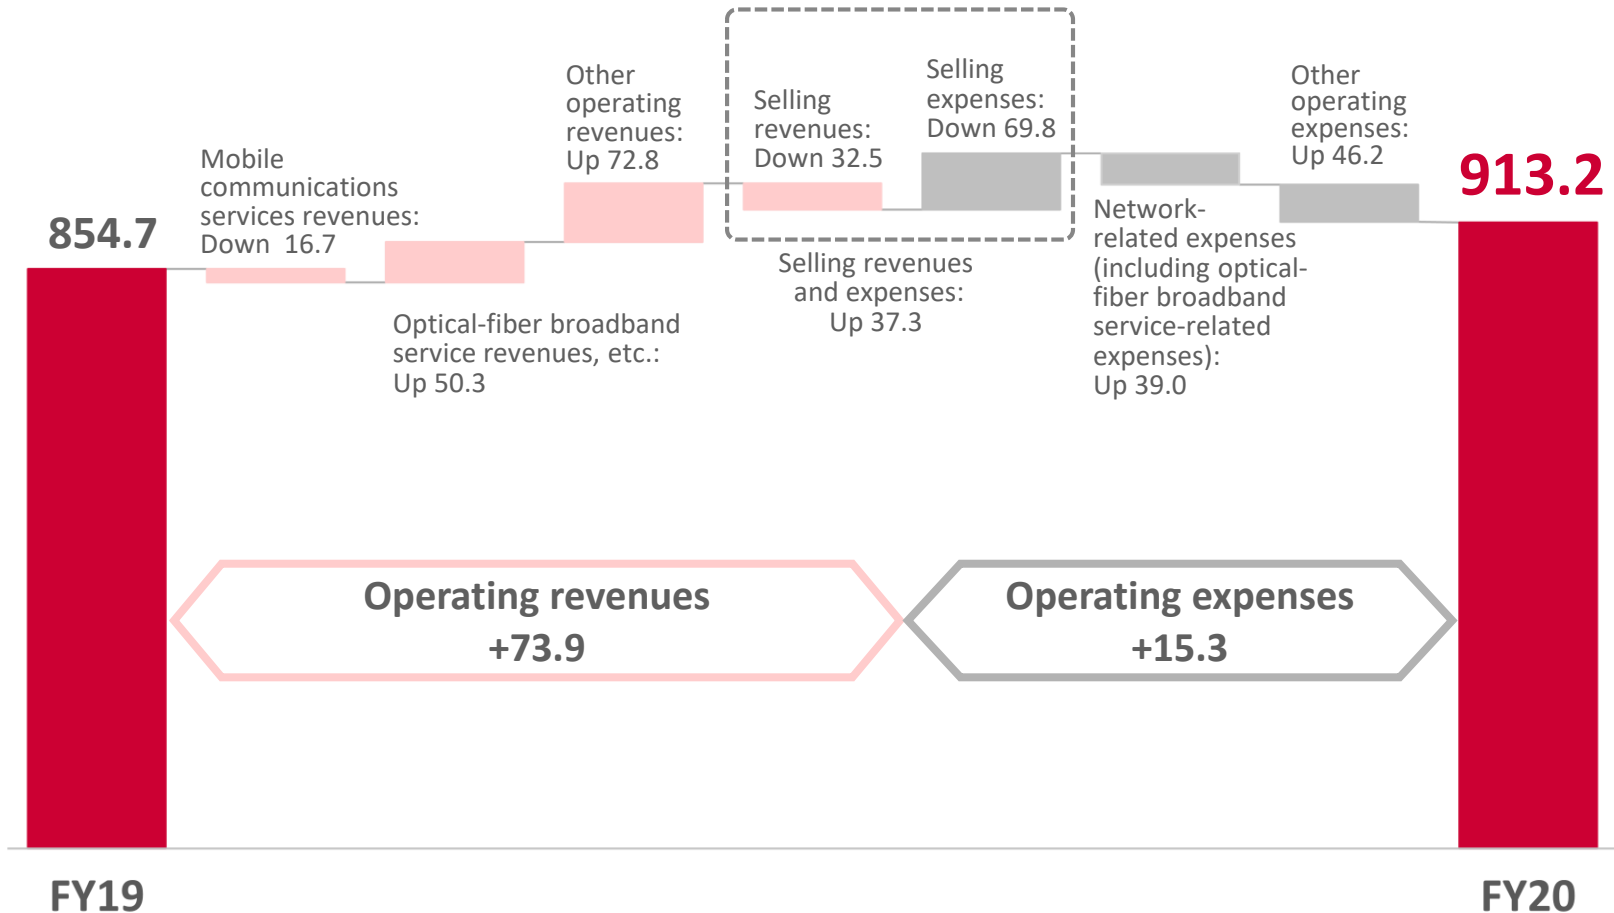 854.7
Mobile
communications
services revenues:
Down 16.7
Optical-fiber broadband
service revenues, etc.:
Up 50.3
Other
operating
revenues:
Up 72.8
Selling
revenues:
Down 32.5
Selling
expenses:
Down 69.8
Selling revenues
and expenses:
Up 37.3
Network-
related expenses
(including optical-
fiber broadband
service-related
expenses):
Up 39.0
Other
operating
expenses:
Up 46.2
913.2
Operating revenues
+73.9
Operating expenses
+15.3
FY19
FY20